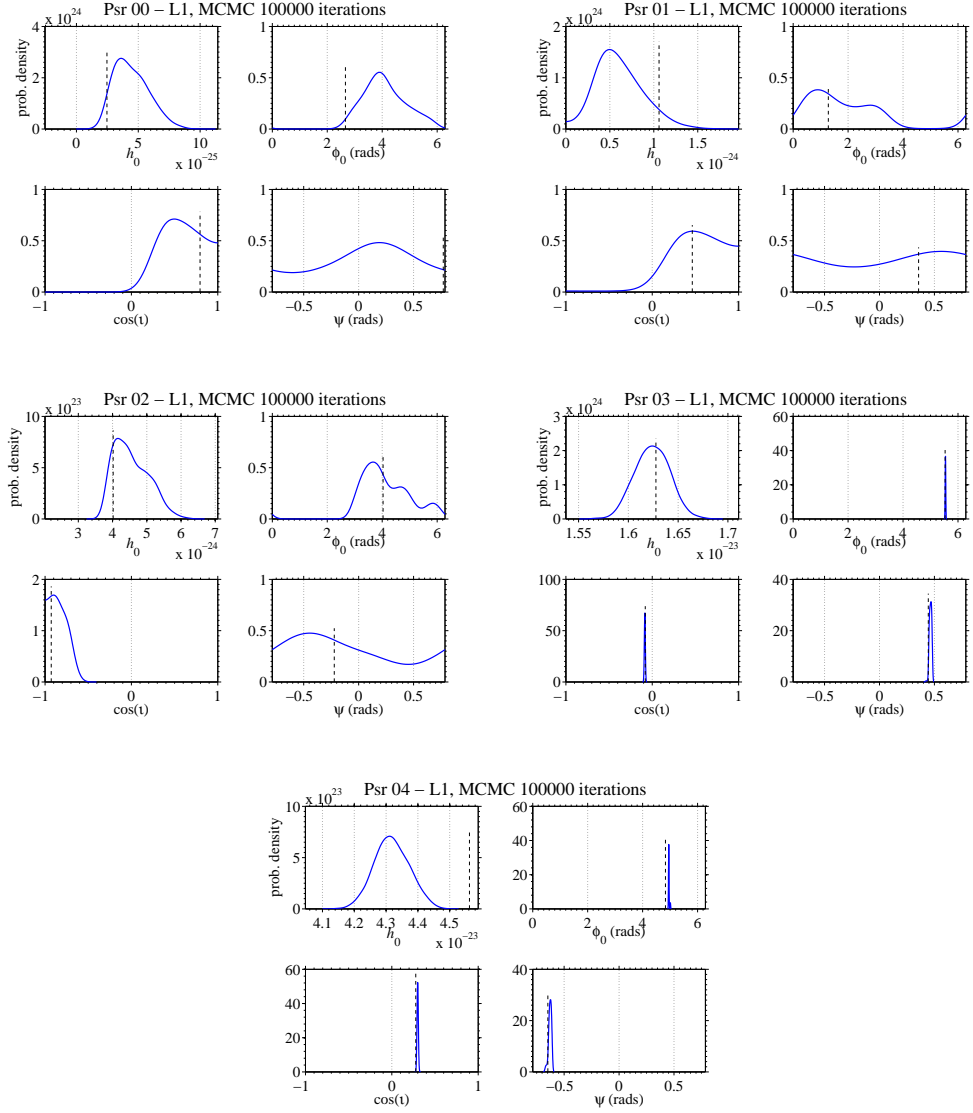 Psr 00 − L1, MCMC 100000 iterations
x 10^24
prob. density
4
2
0
0 5 10
h_0
x 10^−25
1
0.5
0
0 2 4 6
ϕ_0 (rads)
1
0.5
0
−1 0 1
cos(ι)
1
0.5
0
−0.5 0 0.5
ψ (rads)
Psr 01 − L1, MCMC 100000 iterations
x 10^24
prob. density
2
1
0
0 0.5 1 1.5
h_0
x 10^−24
1
0.5
0
0 2 4 6
ϕ_0 (rads)
1
0.5
0
−1 0 1
cos(ι)
1
0.5
0
−0.5 0 0.5
ψ (rads)
Psr 02 − L1, MCMC 100000 iterations
x 10^23
prob. density
10
5
0
3 4 5 6 7
h_0
x 10^−24
1
0.5
0
0 2 4 6
ϕ_0 (rads)
2
1
0
−1 0 1
cos(ι)
1
0.5
0
−0.5 0 0.5
ψ (rads)
Psr 03 − L1, MCMC 100000 iterations
x 10^24
prob. density
3
2
1
0
1.55 1.6 1.65 1.7
h_0
x 10^−23
60
40
20
0
0 2 4 6
ϕ_0 (rads)
100
50
0
−1 0 1
cos(ι)
40
20
0
−0.5 0 0.5
ψ (rads)
Psr 04 − L1, MCMC 100000 iterations
x 10^23
prob. density
10
5
0
4.1 4.2 4.3 4.4 4.5
h_0
x 10^−23
60
40
20
0
0 2 4 6
ϕ_0 (rads)
60
40
20
0
−1 0 1
cos(ι)
40
20
0
−0.5 0 0.5
ψ (rads)